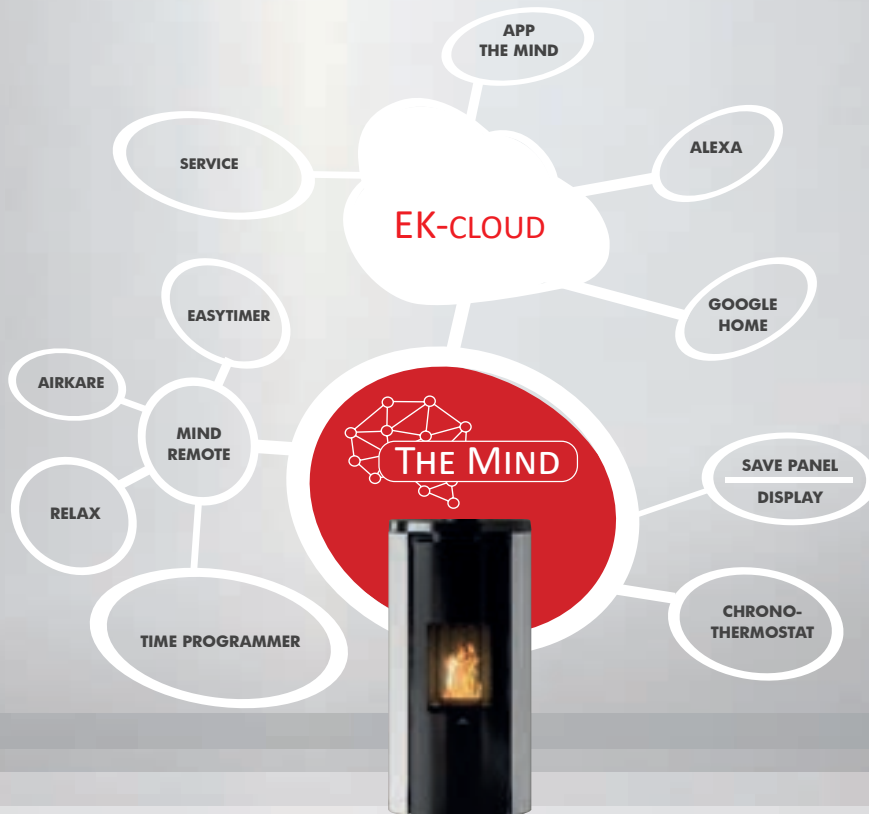 APP
THE MIND
SERVICE
ALEXA
EK-CLOUD
EASYTIMER
GOOGLE
HOME
AIRKARE
MIND
REMOTE
THE MIND
SAVE PANEL
DISPLAY
RELAX
CHRONO-
THERMOSTAT
TIME PROGRAMMER